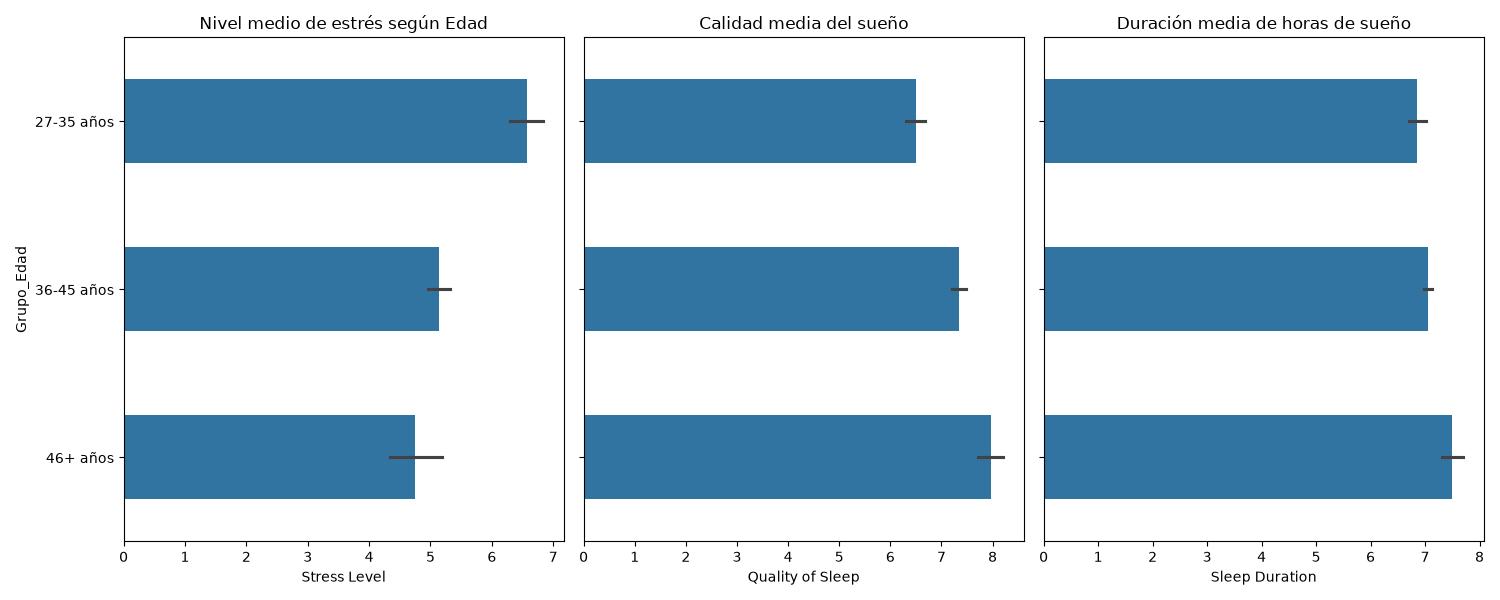 Nivel medio de estrés según Edad
Calidad media del sueño
Duración media de horas de sueño
Grupo_Edad
27-35 años
36-45 años
46+ años
0 1 2 3 4 5 6 7
0 1 2 3 4 5 6 7 8
0 1 2 3 4 5 6 7 8
Stress Level
Quality of Sleep
Sleep Duration